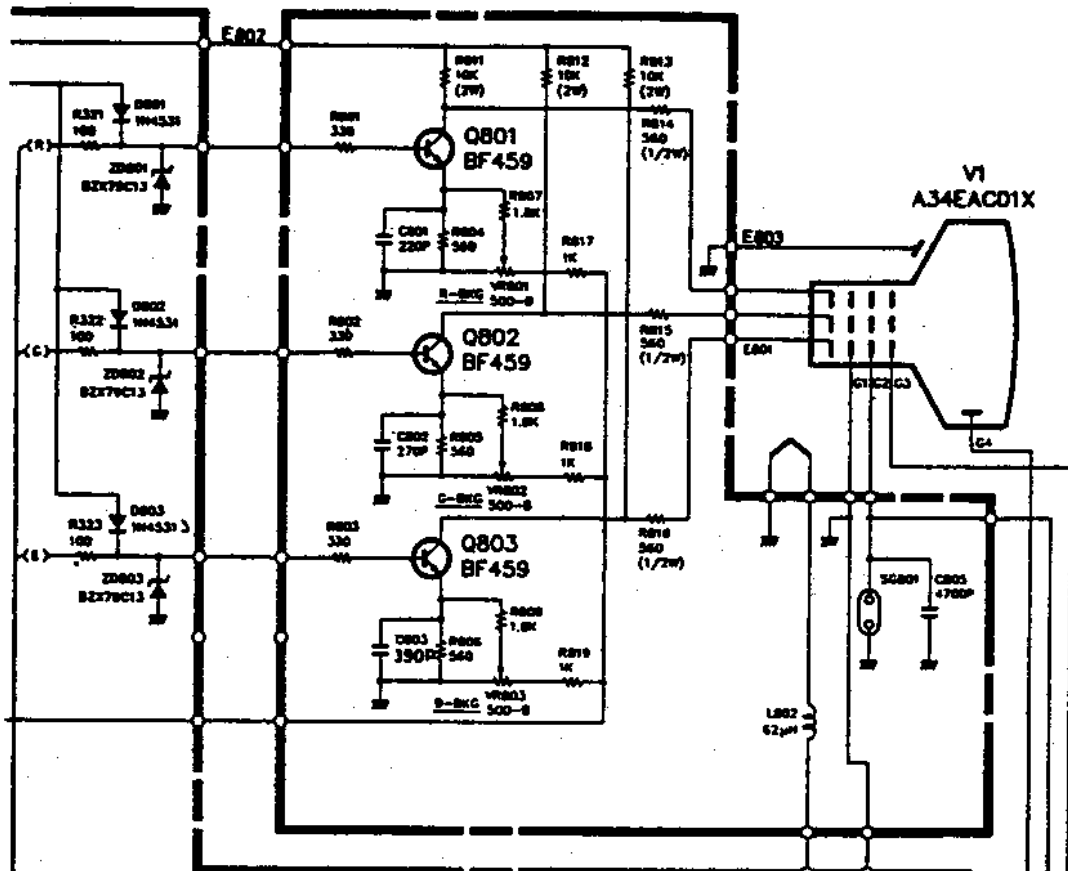 E802
R811
10K
(2W)
R812
10K
(2W)
R813
10K
(2W)
R814
560
(1/2W)
D801
1N4531
R321
100
(R)
ZD801
BZX79C13
R801
330
Q801
BF459
R807
1.8K
C801
220P
R804
560
R817
1K
VR801
500-B
R-BKG
V1
A34EAC01X
E803
D802
1N4531
R322
100
(G)
ZD802
BZX79C13
R802
330
Q802
BF459
R815
560
(1/2W)
E801
G1
G2
G3
G4
R808
1.8K
C802
270P
R805
560
R818
1K
VR802
500-B
G-BKG
D803
1N4531
R323
100
(B)
ZD803
BZX79C13
R803
330
Q803
BF459
R816
560
(1/2W)
SG801
C805
4700P
R809
1.8K
C803
390P
R806
560
R819
1K
VR803
500-B
B-BKG
L802
62μH